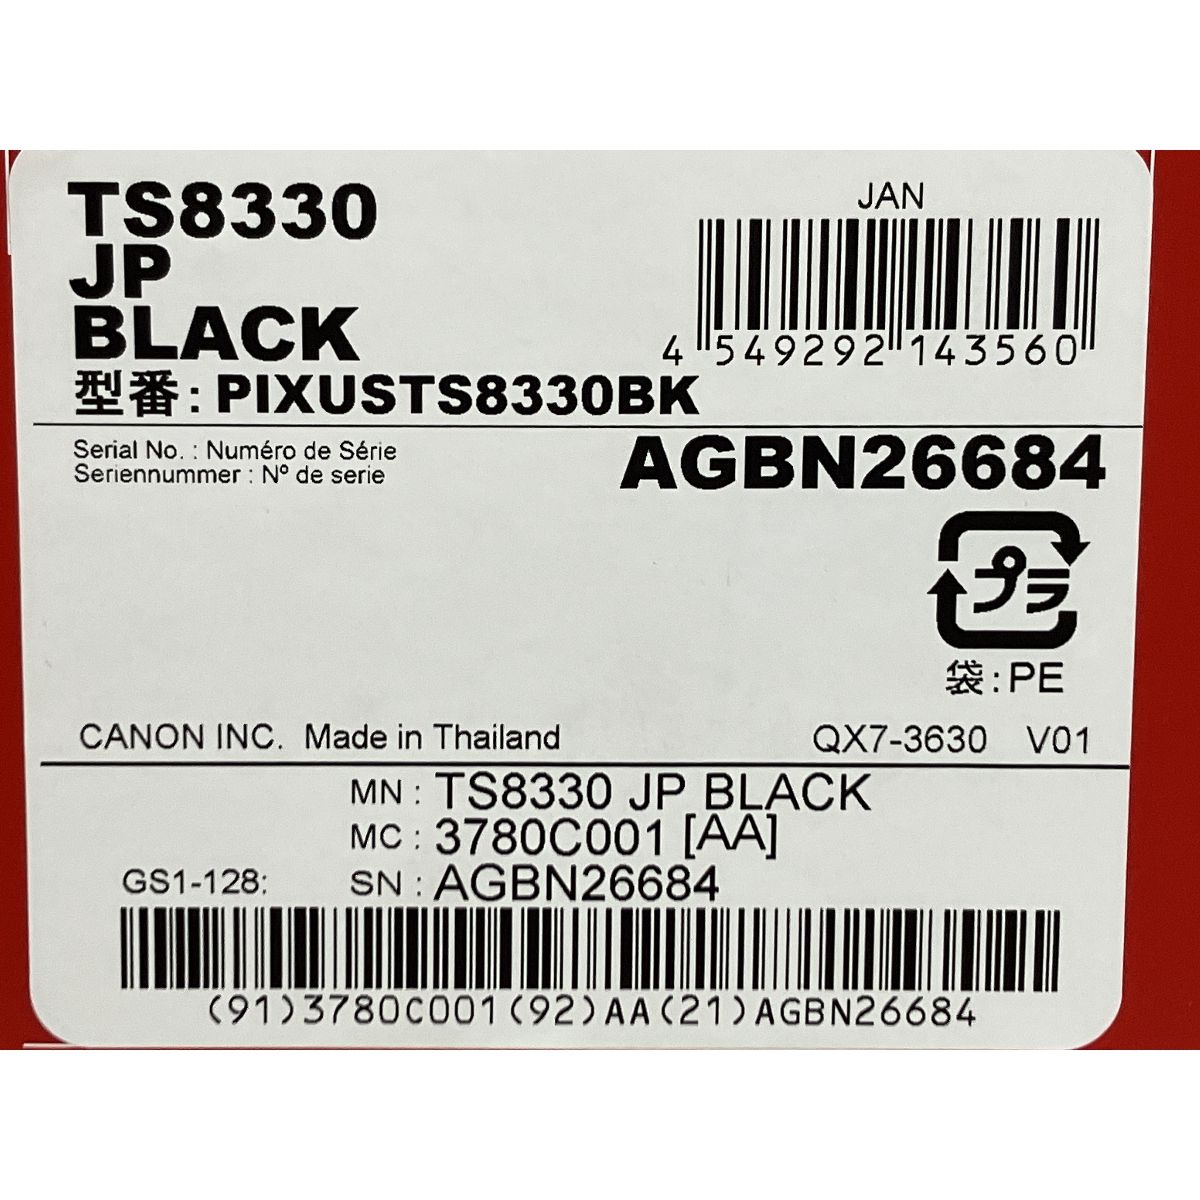 TS8330
JP
BLACK
型番: PIXUSTS8330BK
JAN
4 549292 143560
Serial No. : Numéro de Série
Seriennummer : Nº de serie
AGBN26684
プラ
袋: PE
CANON INC. Made in Thailand
QX7-3630 V01
MN : TS8330 JP BLACK
MC : 3780C001 [AA]
GS1-128: SN : AGBN26684
(91)3780C001(92)AA(21)AGBN26684